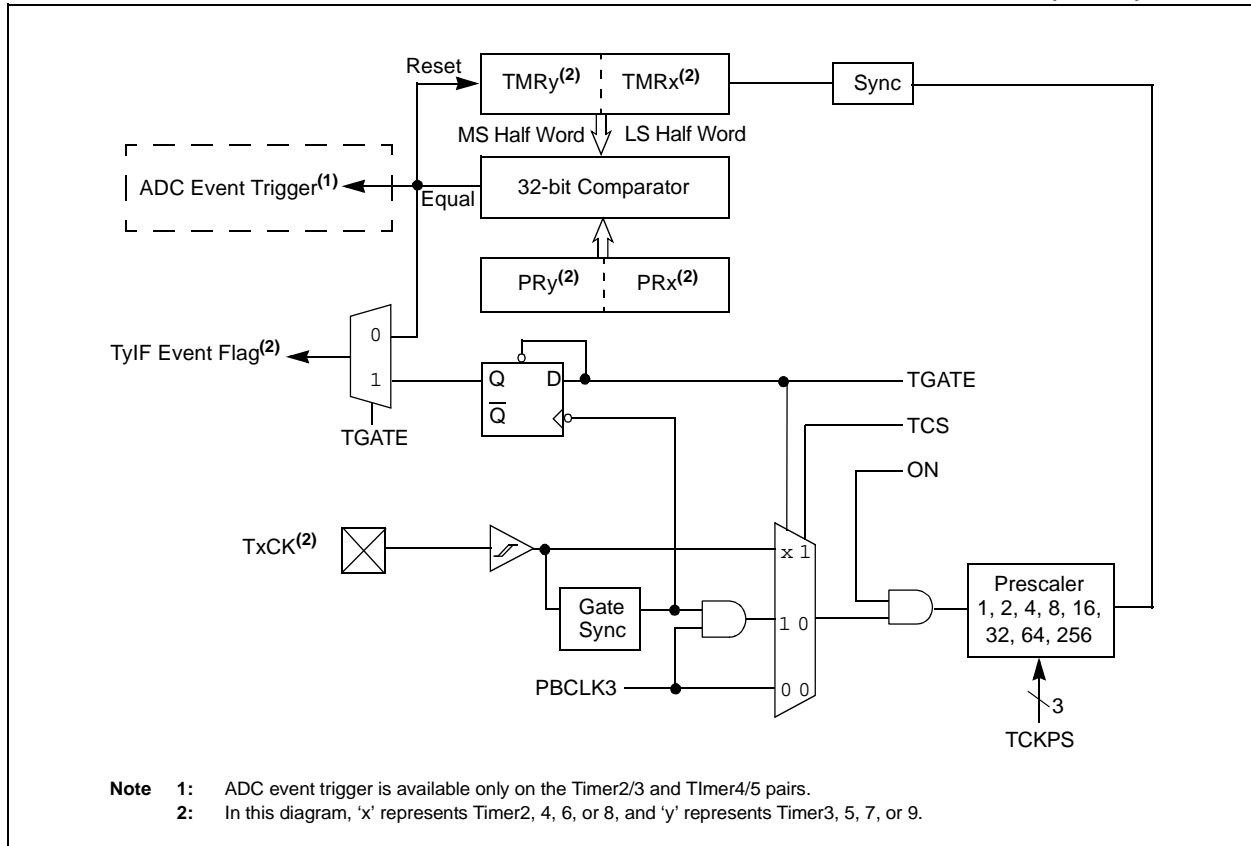 Reset
TMRy(2) TMRx(2)
Sync
MS Half Word LS Half Word
ADC Event Trigger(1)
Equal
32-bit Comparator
PRy(2) PRx(2)
0
TyIF Event Flag(2)
1
Q D
Q
TGATE
TGATE
TCS
ON
TxCK(2)
x 1
Gate
Sync
1 0
Prescaler
1, 2, 4, 8, 16,
32, 64, 256
PBCLK3
0 0
3
TCKPS
Note 1: ADC event trigger is available only on the Timer2/3 and TImer4/5 pairs.
2: In this diagram, ‘x’ represents Timer2, 4, 6, or 8, and ‘y’ represents Timer3, 5, 7, or 9.